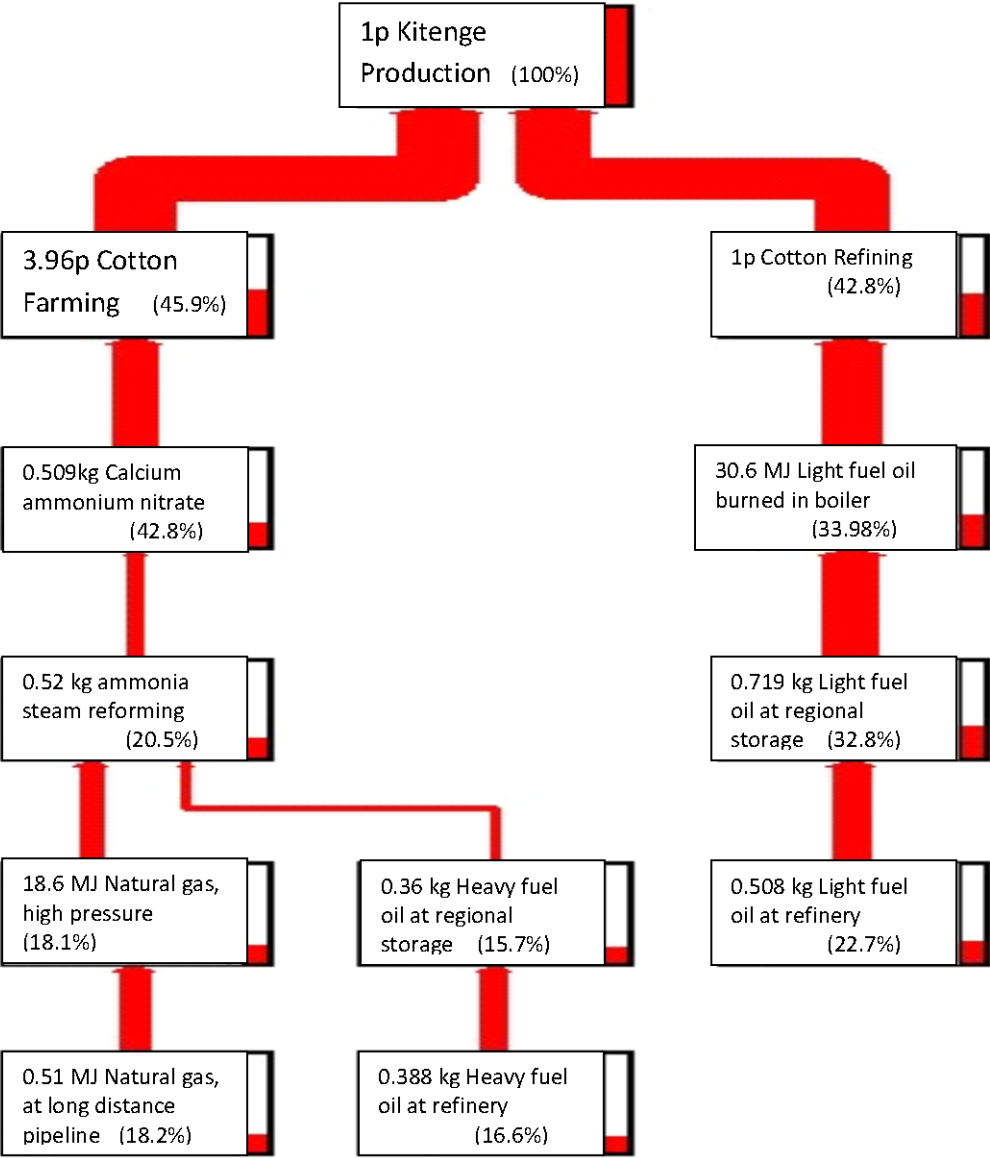 1p Kitenge
Production (100%)
3.96p Cotton
Farming (45.9%)
1p Cotton Refining
(42.8%)
0.509kg Calcium
ammonium nitrate
(42.8%)
30.6 MJ Light fuel oil
burned in boiler
(33.98%)
0.52 kg ammonia
steam reforming
(20.5%)
0.719 kg Light fuel
oil at regional
storage (32.8%)
18.6 MJ Natural gas,
high pressure
(18.1%)
0.36 kg Heavy fuel
oil at regional
storage (15.7%)
0.508 kg Light fuel
oil at refinery
(22.7%)
0.51 MJ Natural gas,
at long distance
pipeline (18.2%)
0.388 kg Heavy fuel
oil at refinery
(16.6%)